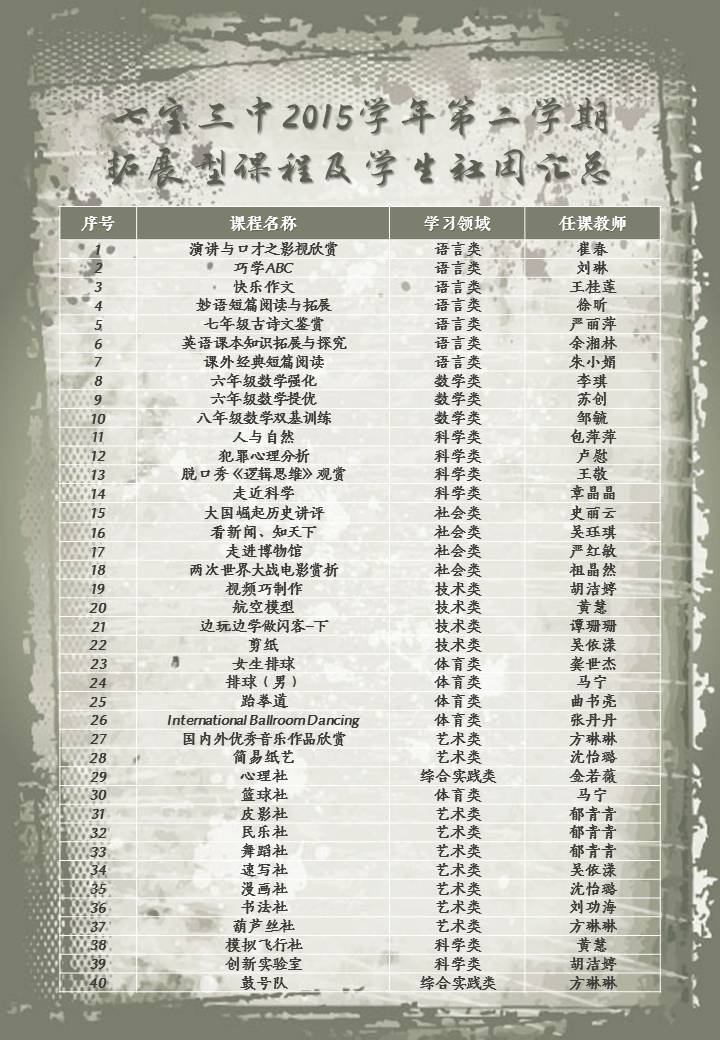 七宝三中2015学年第二学期
拓展型课程及学生社团汇总
序号 课程名称 学习领域 任课教师
1 演讲与口才之影视欣赏 语言类 崔春
2 巧学ABC 语言类 刘琳
3 快乐作文 语言类 王桂莲
4 妙语短篇阅读与拓展 语言类 徐昕
5 七年级古诗文鉴赏 语言类 严丽萍
6 英语课本知识拓展与探究 语言类 余湘林
7 课外经典短篇阅读 语言类 朱小娟
8 六年级数学强化 数学类 李琪
9 六年级数学提优 数学类 苏创
10 八年级数学双基训练 数学类 邹毓
11 人与自然 科学类 包萍萍
12 犯罪心理分析 科学类 卢慰
13 脱口秀《逻辑思维》观赏 科学类 王敬
14 走近科学 科学类 章晶晶
15 大国崛起历史讲评 社会类 史丽云
16 看新闻、知天下 社会类 吴珏琪
17 走进博物馆 社会类 严红敏
18 两次世界大战电影赏析 社会类 祖晶然
19 视频巧制作 技术类 胡洁婷
20 航空模型 技术类 黄慧
21 边玩边学做闪客-下 技术类 谭珊珊
22 剪纸 技术类 吴依漾
23 女生排球 体育类 龚世杰
24 排球（男） 体育类 马宁
25 跆拳道 体育类 曲书亮
26 International Ballroom Dancing 体育类 张丹丹
27 国内外优秀音乐作品欣赏 艺术类 方琳琳
28 简易纸艺 艺术类 沈怡璐
29 心理社 综合实践类 金若薇
30 篮球社 体育类 马宁
31 皮影社 艺术类 郁青青
32 民乐社 艺术类 郁青青
33 舞蹈社 艺术类 郁青青
34 速写社 艺术类 吴依漾
35 漫画社 艺术类 沈怡璐
36 书法社 艺术类 刘功海
37 葫芦丝社 艺术类 方琳琳
38 模拟飞行社 科学类 黄慧
39 创新实验室 科学类 胡洁婷
40 鼓号队 综合实践类 方琳琳